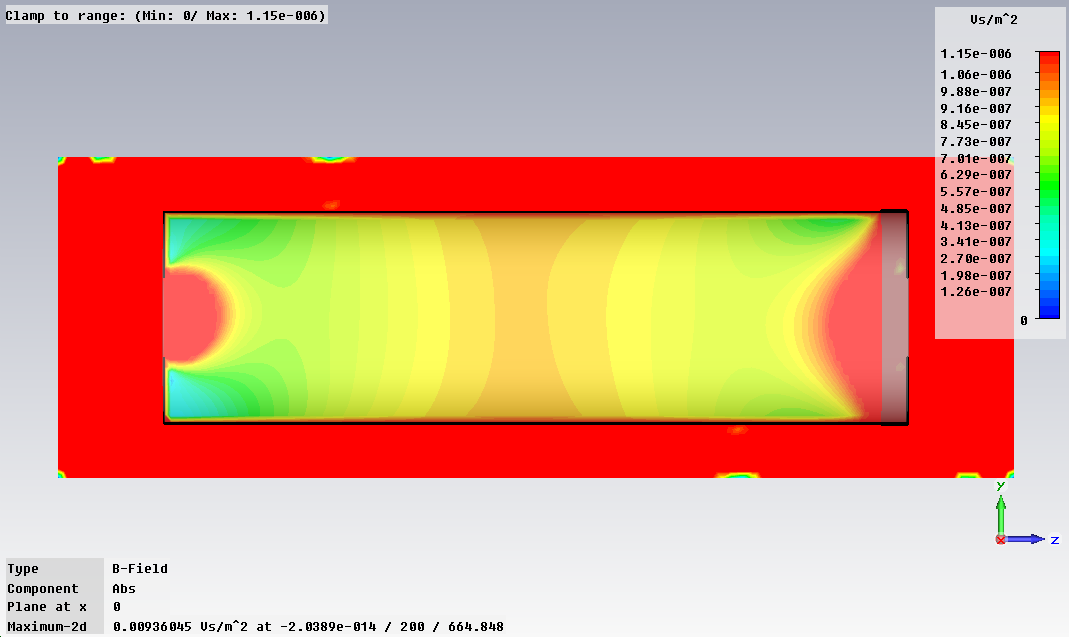 Clamp to range: (Min: 0/ Max: 1.15e-006)
Vs/m^2
1.15e-006
1.06e-006
9.88e-007
9.16e-007
8.45e-007
7.73e-007
7.01e-007
6.29e-007
5.57e-007
4.85e-007
4.13e-007
3.41e-007
2.70e-007
1.98e-007
1.26e-007
0
y
z
Type B-Field
Component Abs
Plane at x 0
Maximum-2d 0.00936045 Vs/m^2 at -2.0389e-014 / 200 / 664.848